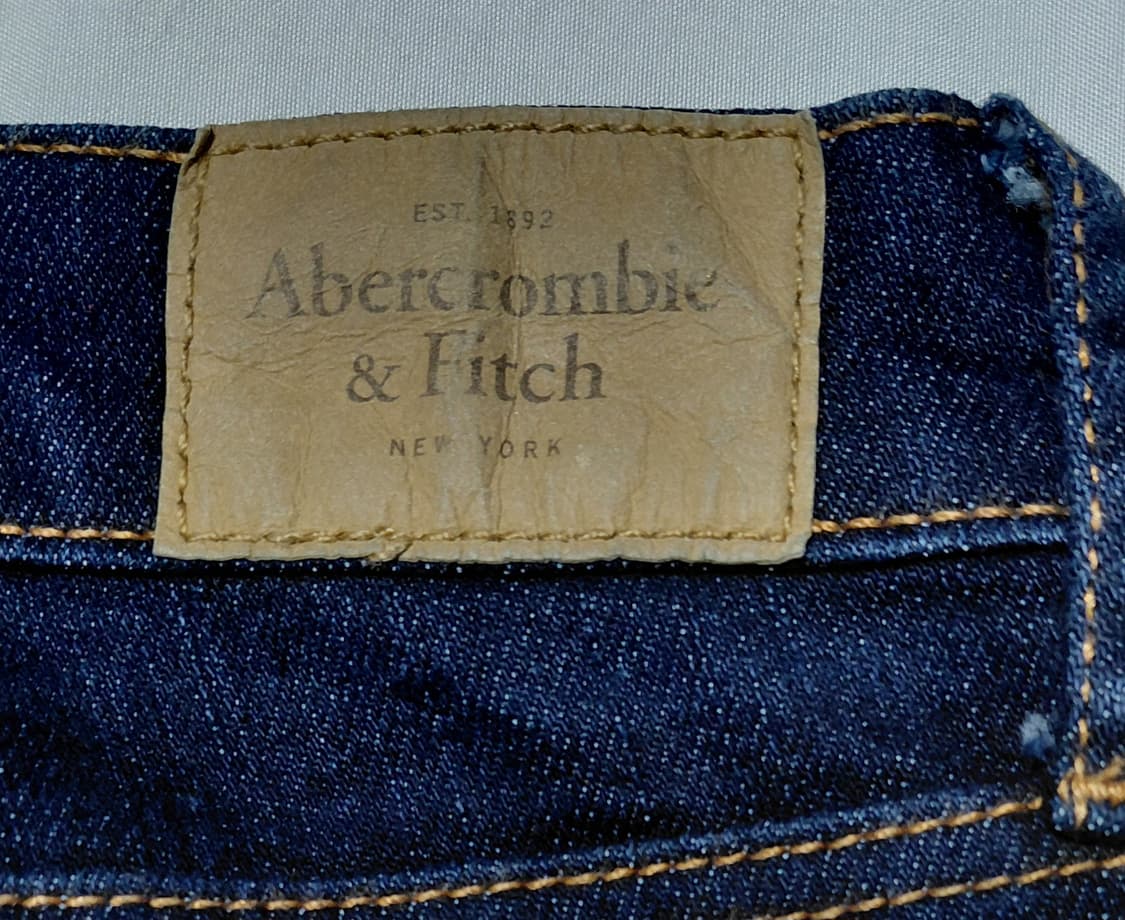 EST. 1892
Abercrombie
& Fitch
NEW YORK